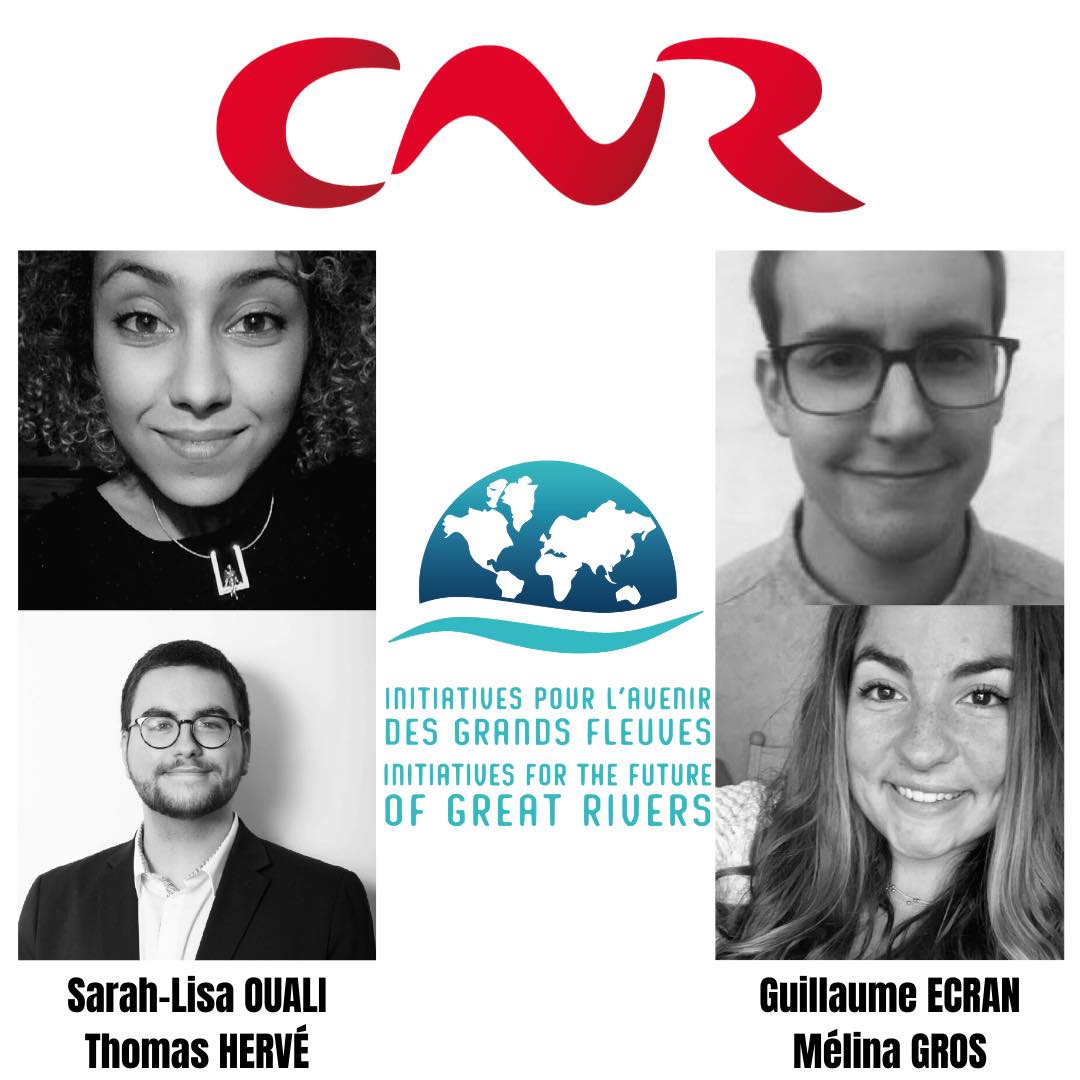 CNR
INITIATIVES POUR L'AVENIR
DES GRANDS FLEUVES
INITIATIVES FOR THE FUTURE
OF GREAT RIVERS
Sarah-Lisa OUALI
Thomas HERVÉ
Guillaume ECRAN
Mélina GROS